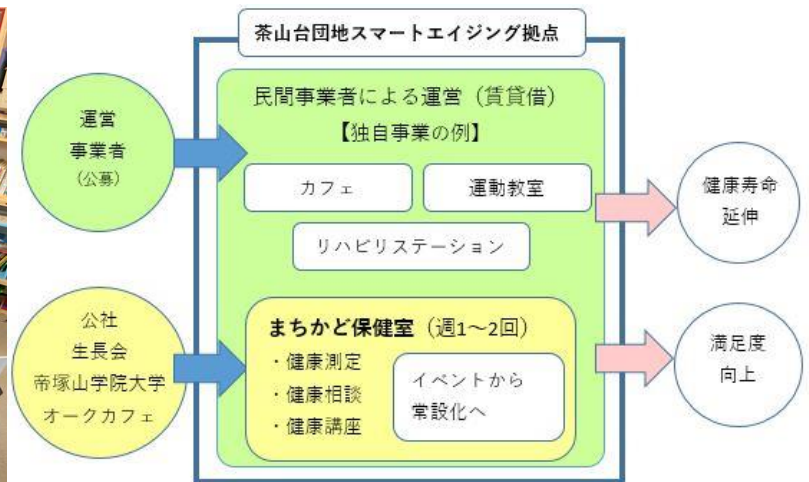 茶山台団地スマートエイジング拠点
運営
事業者
(公募)
民間事業者による運営（賃貸借）
【独自事業の例】
カフェ
運動教室
リハビリステーション
健康寿命
延伸
公社
生長会
帝塚山学院大学
オークカフェ
まちかど保健室（週1～2回）
・健康測定
・健康相談
・健康講座
イベントから
常設化へ
満足度
向上